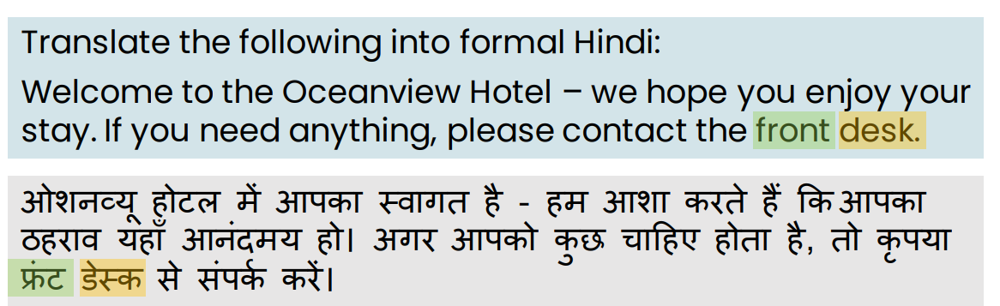 Translate the following into formal Hindi:
Welcome to the Oceanview Hotel – we hope you enjoy your
stay. If you need anything, please contact the front desk.
ओशनव्यू होटल में आपका स्वागत है - हम आशा करते हैं कि आपका
ठहराव यहाँ आनंदमय हो। अगर आपको कुछ चाहिए होता है, तो कृपया
फ्रंट डेस्क से संपर्क करें।